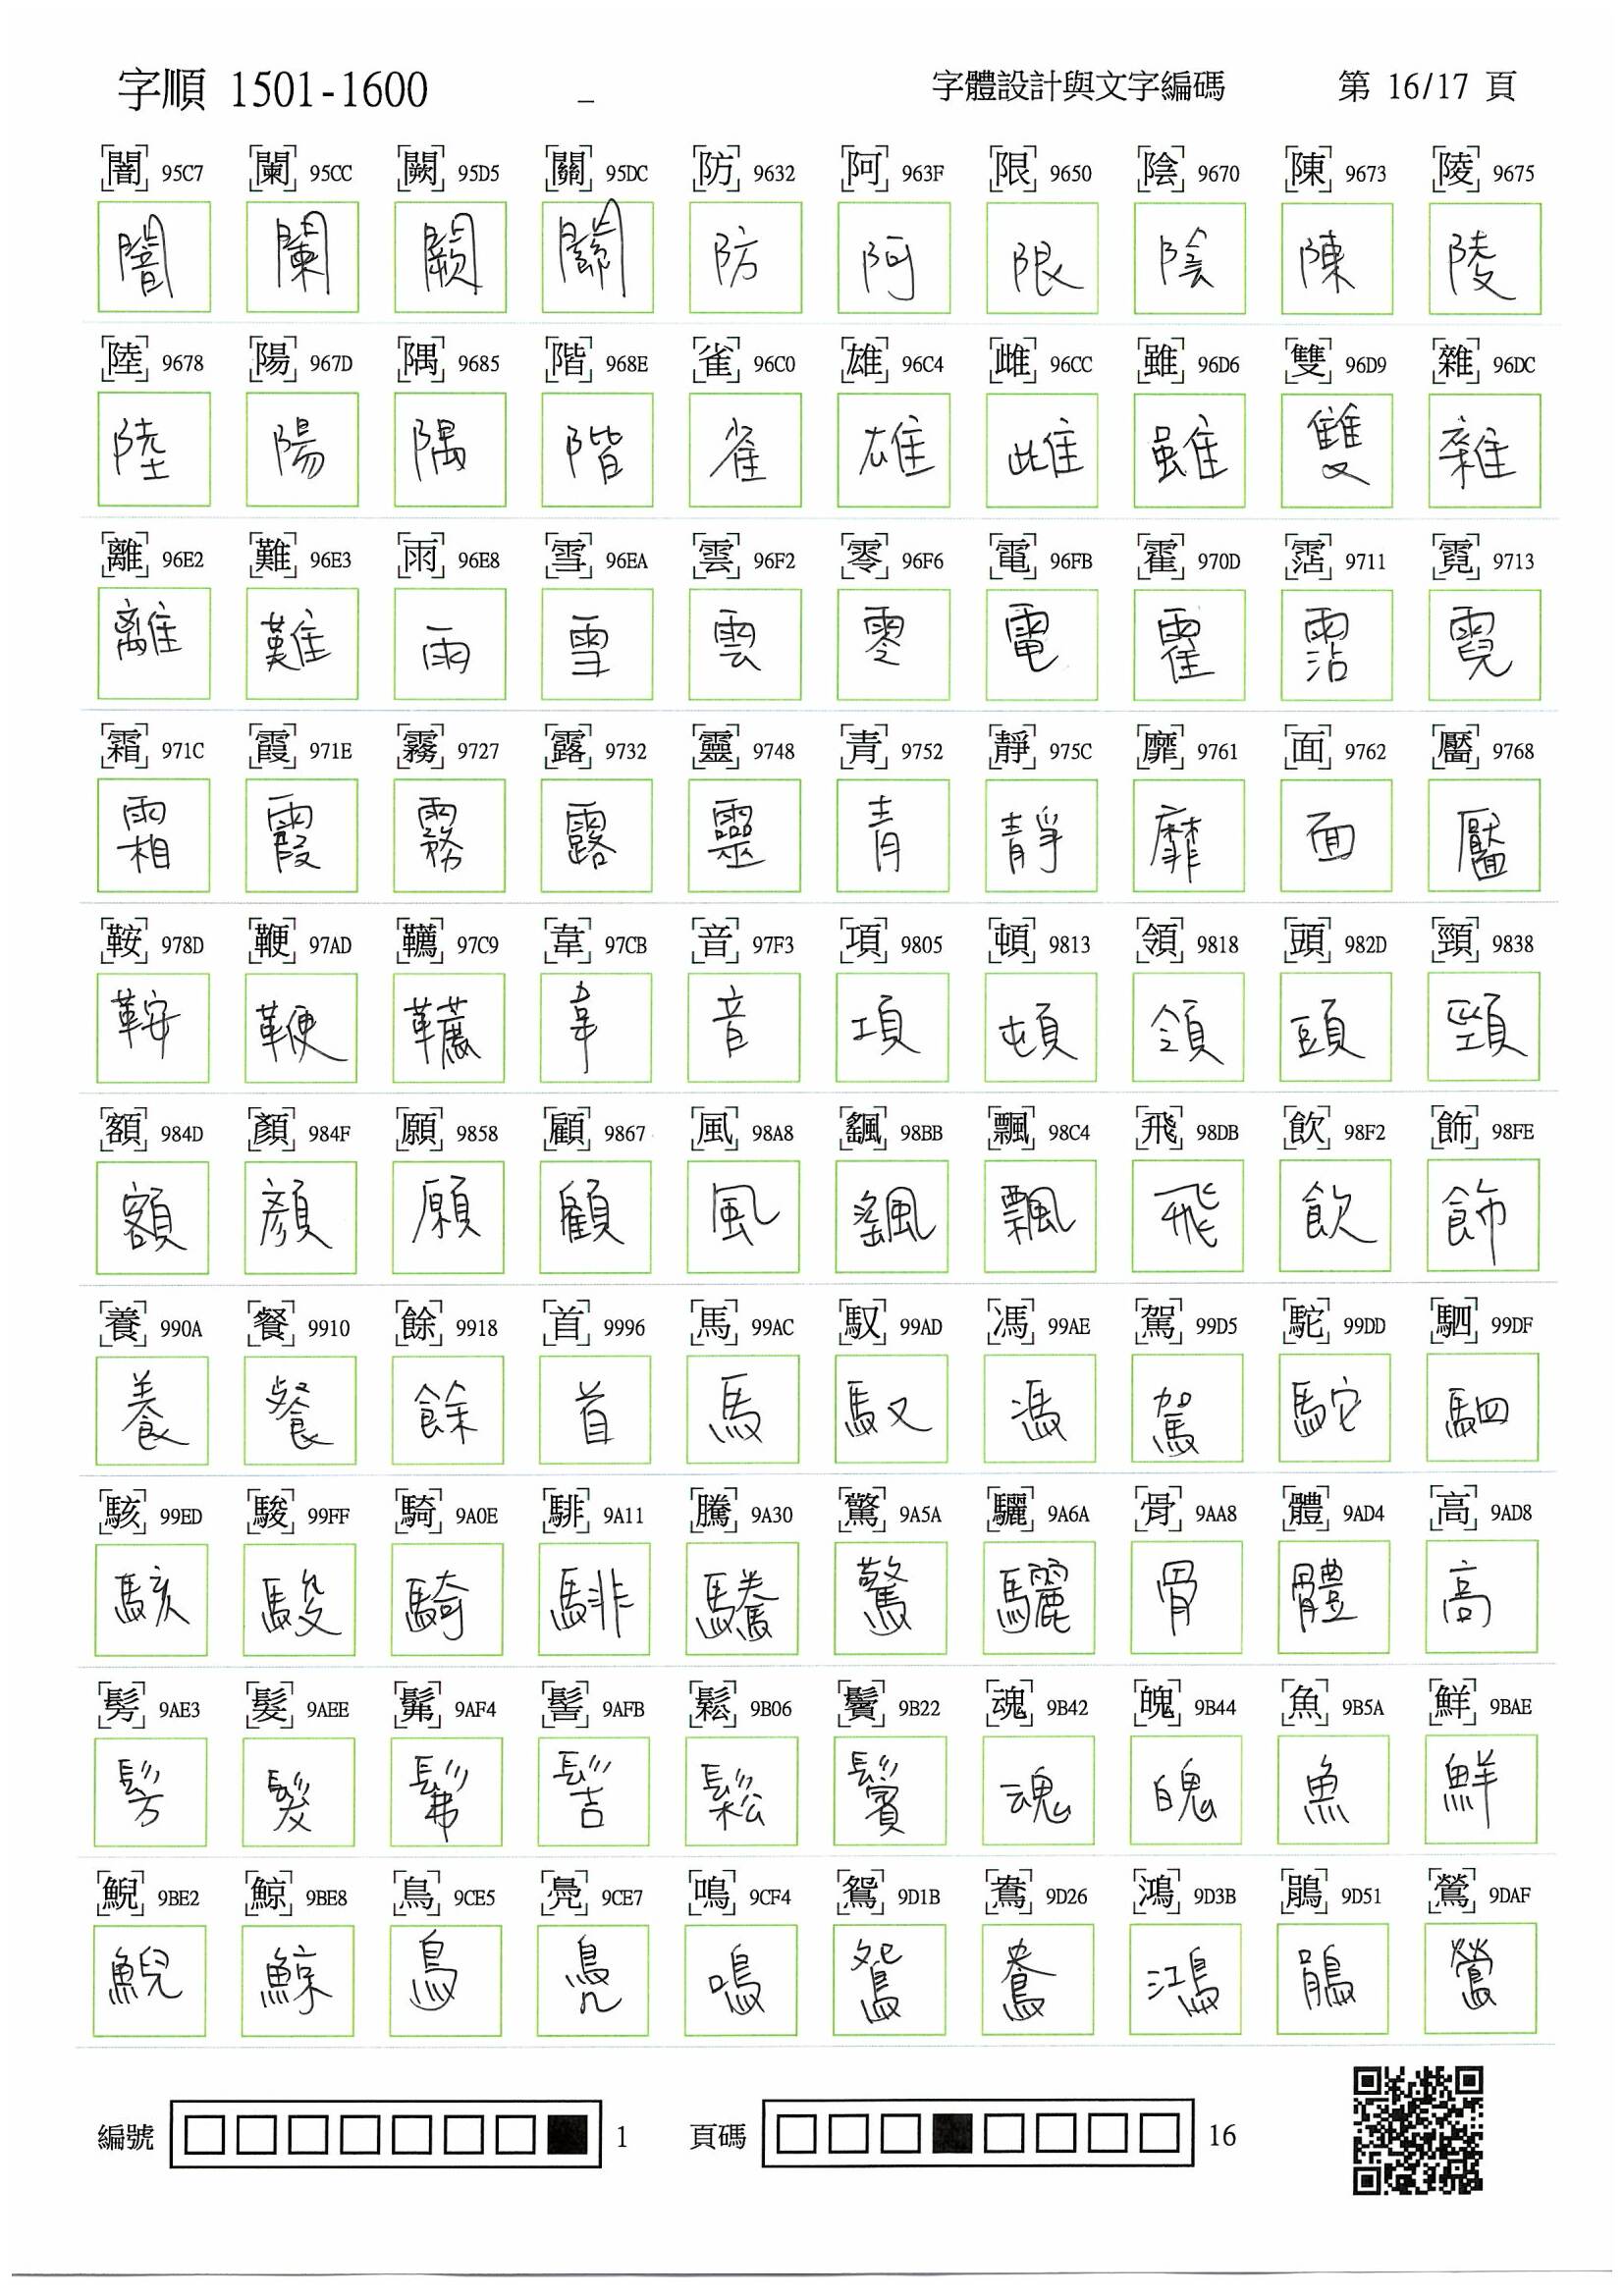 字順 1501-1600 – 字體設計與文字編碼 第 16/17 頁
闇 95C7 闌 95CC 闕 95D5 關 95DC 防 9632 阿 963F 限 9650 陰 9670 陳 9673 陵 9675
闇 闌 闕 關 防 阿 限 陰 陳 陵
陸 9678 陽 967D 隅 9685 階 968E 雀 96C0 雄 96C4 雌 96CC 雖 96D6 雙 96D9 雜 96DC
陸 陽 隅 階 雀 雄 雌 雖 雙 雜
離 96E2 難 96E3 雨 96E8 雪 96EA 雲 96F2 零 96F6 電 96FB 霍 970D 霑 9711 霓 9713
離 難 雨 雪 雲 零 電 霍 霑 霓
霜 971C 霞 971E 霧 9727 露 9732 靈 9748 青 9752 靜 975C 靡 9761 面 9762 靨 9768
霜 霞 霧 露 靈 青 靜 靡 面 靨
鞍 978D 鞭 97AD 韉 97C9 韋 97CB 音 97F3 項 9805 頓 9813 領 9818 頭 982D 頸 9838
鞍 鞭 韉 韋 音 項 頓 領 頭 頸
額 984D 顏 984F 願 9858 顧 9867 風 98A8 颻 98BB 飄 98C4 飛 98DB 飲 98F2 飾 98FE
額 顏 願 顧 風 颻 飄 飛 飲 飾
養 990A 餐 9910 餘 9918 首 9996 馬 99AC 馭 99AD 馮 99AE 駕 99D5 駝 99DD 駟 99DF
養 餐 餘 首 馬 馭 馮 駕 駝 駟
駭 99ED 駿 99FF 騎 9A0E 騑 9A11 騰 9A30 驚 9A5A 驪 9A6A 骨 9AA8 體 9AD4 高 9AD8
駭 駿 騎 騑 騰 驚 驪 骨 體 高
髣 9AE3 髮 9AEE 髴 9AF4 髻 9AFB 鬆 9B06 鬢 9B22 魂 9B42 魄 9B44 魚 9B5A 鮮 9BAE
髣 髮 髴 髻 鬆 鬢 魂 魄 魚 鮮
鯢 9BE2 鯨 9BE8 鳥 9CE5 鳧 9CE7 鳴 9CF4 鴛 9D1B 鴦 9D26 鴻 9D3B 鵑 9D51 鶯 9DAF
鯢 鯨 鳥 鳧 鳴 鴛 鴦 鴻 鵑 鶯
編號 1 頁碼 16